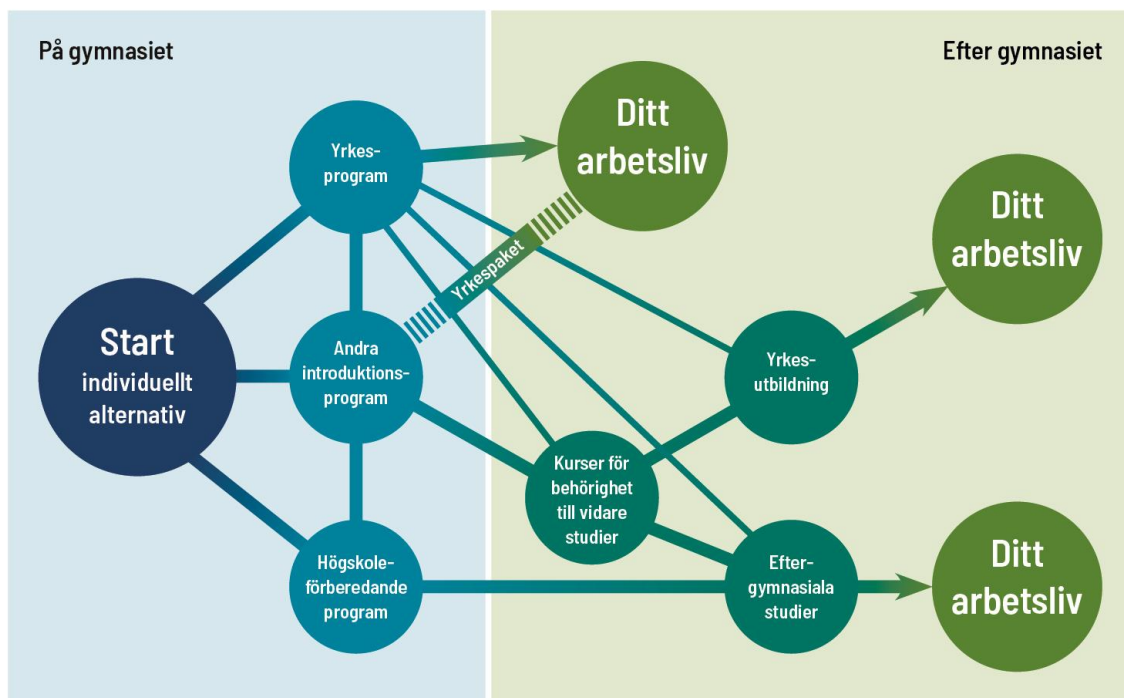 På gymnasiet
Efter gymnasiet
Yrkes-
program
Ditt
arbetsliv
Yrkespaket
Ditt
arbetsliv
Start
individuellt
alternativ
Andra
introduktions-
program
Yrkes-
utbildning
Kurser för
behörighet
till vidare
studier
Högskole-
förberedande
program
Efter-
gymnasiala
studier
Ditt
arbetsliv